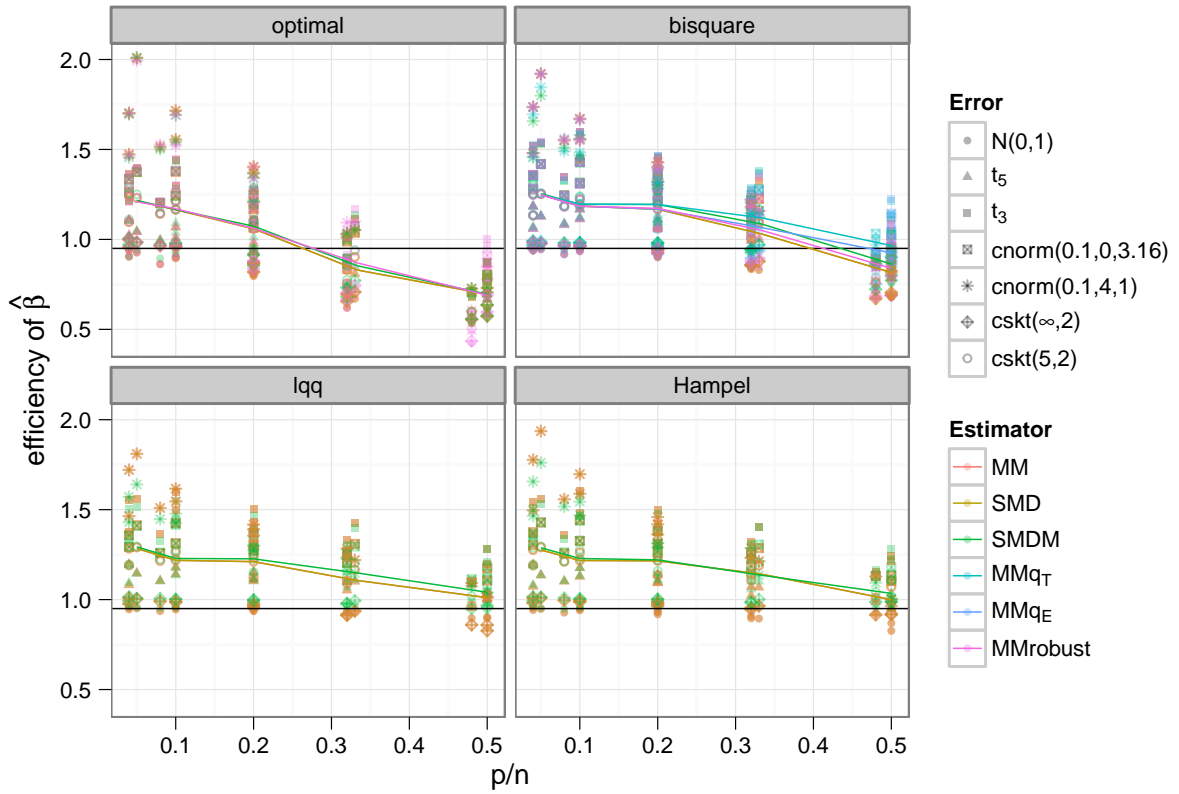 optimal
bisquare
2.0
1.5
1.0
0.5
lqq
Hampel
2.0
1.5
1.0
0.5
0.1 0.2 0.3 0.4 0.5
0.1 0.2 0.3 0.4 0.5
p/n
efficiency of β̂
Error
N(0,1)
t₅
t₃
cnorm(0.1,0,3.16)
cnorm(0.1,4,1)
cskt(∞,2)
cskt(5,2)
Estimator
MM
SMD
SMDM
MMq_T
MMq_E
MMrobust